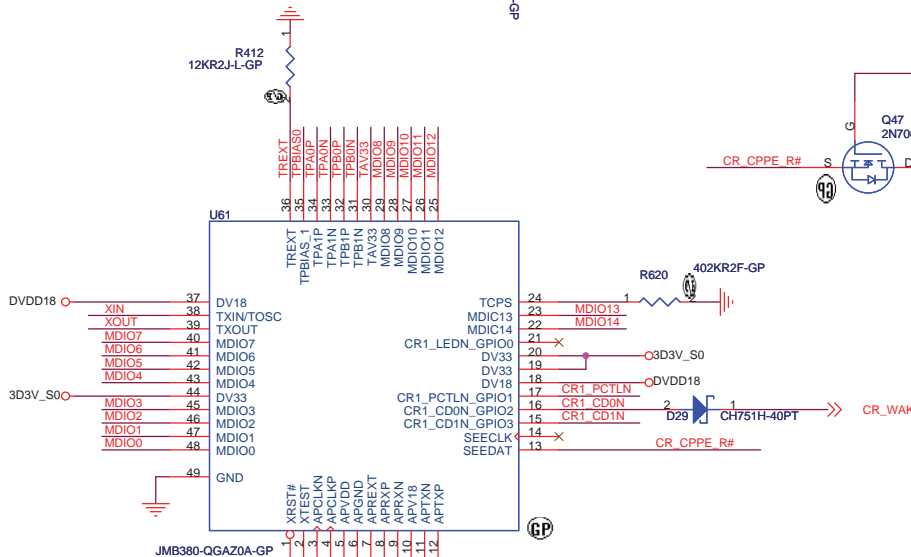 -GP
1
R412
12KR2J-L-GP
2
TREXT
TPBIAS0
TPA0P
TPA0N
TPB0P
TPB0N
TAV33
MDIO8
MDIO9
MDIO10
MDIO11
MDIO12
36
35
34
33
32
31
30
29
28
27
26
25
U61
TREXT
TPBIAS_1
TPA1P
TPA1N
TPB1P
TPB1N
TAV33
MDIO8
MDIO9
MDIO10
MDIO11
MDIO12
G
Q47
2N700
CR_CPPE_R#
S
D
GP
DVDD18
37
DV18
XIN
38
TXIN/TOSC
XOUT
39
TXOUT
MDIO7
40
MDIO7
MDIO6
41
MDIO6
MDIO5
42
MDIO5
MDIO4
43
MDIO4
3D3V_S0
44
DV33
MDIO3
45
MDIO3
MDIO2
46
MDIO2
MDIO1
47
MDIO1
MDIO0
48
MDIO0
49
GND
TCPS
24
1
R620
2
402KR2F-GP
MDIC13
23
MDIO13
MDIC14
22
MDIO14
CR1_LEDN_GPIO0
21
DV33
20
3D3V_S0
DV33
19
DV18
18
DVDD18
CR1_PCTLN_GPIO1
17
CR1_PCTLN
CR1_CD0N_GPIO2
16
CR1_CD0N
2
D29
1
CH751H-40PT
CR_WAK
CR1_CD1N_GPIO3
15
CR1_CD1N
SEECLK
14
SEEDAT
13
CR_CPPE_R#
XRST#
XTEST
APCLKN
APCLKP
APVDD
APGND
APREXT
APRXP
APRXN
APV18
APTXN
APTXP
1
2
3
4
5
6
7
8
9
10
11
12
GP
JMB380-QGAZ0A-GP